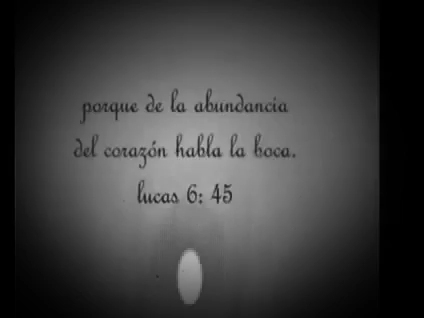 porque de la abundancia
del corazón habla la boca.
lucas 6: 45